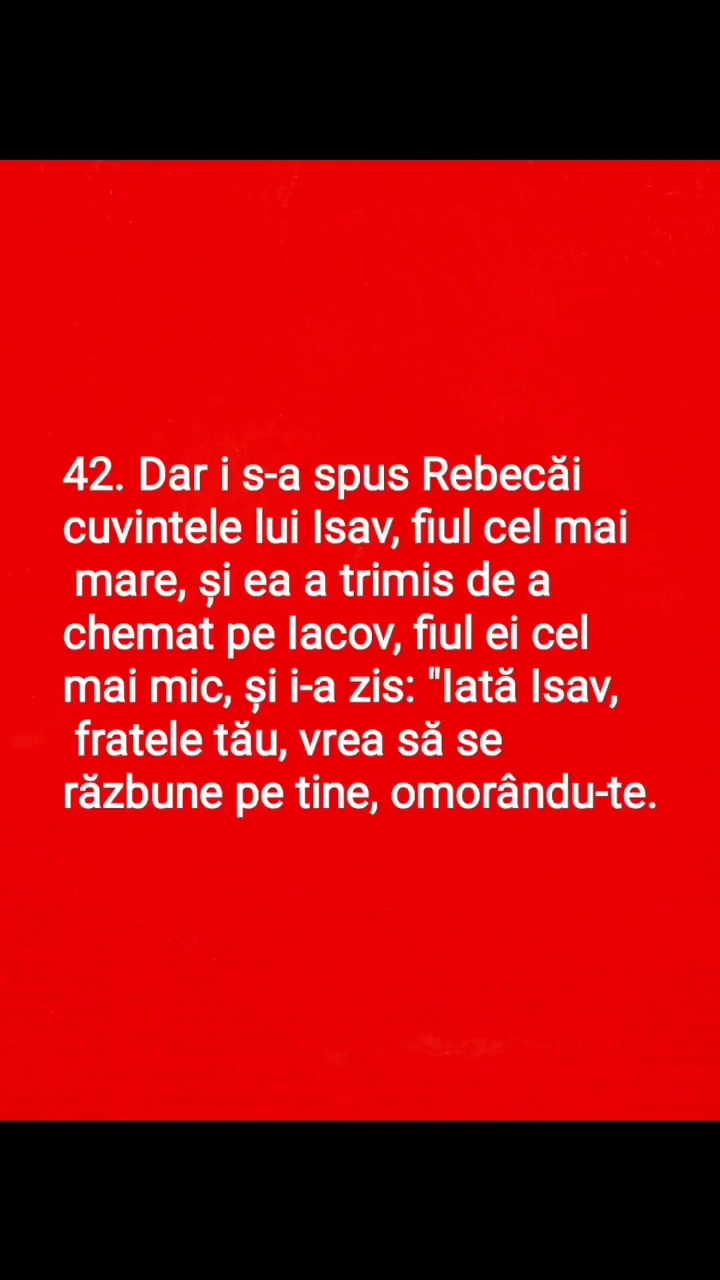 42. Dar i s-a spus Rebecăi
cuvintele lui Isav, fiul cel mai
mare, și ea a trimis de a
chemat pe Iacov, fiul ei cel
mai mic, și i-a zis: "Iată Isav,
fratele tău, vrea să se
răzbune pe tine, omorându-te.